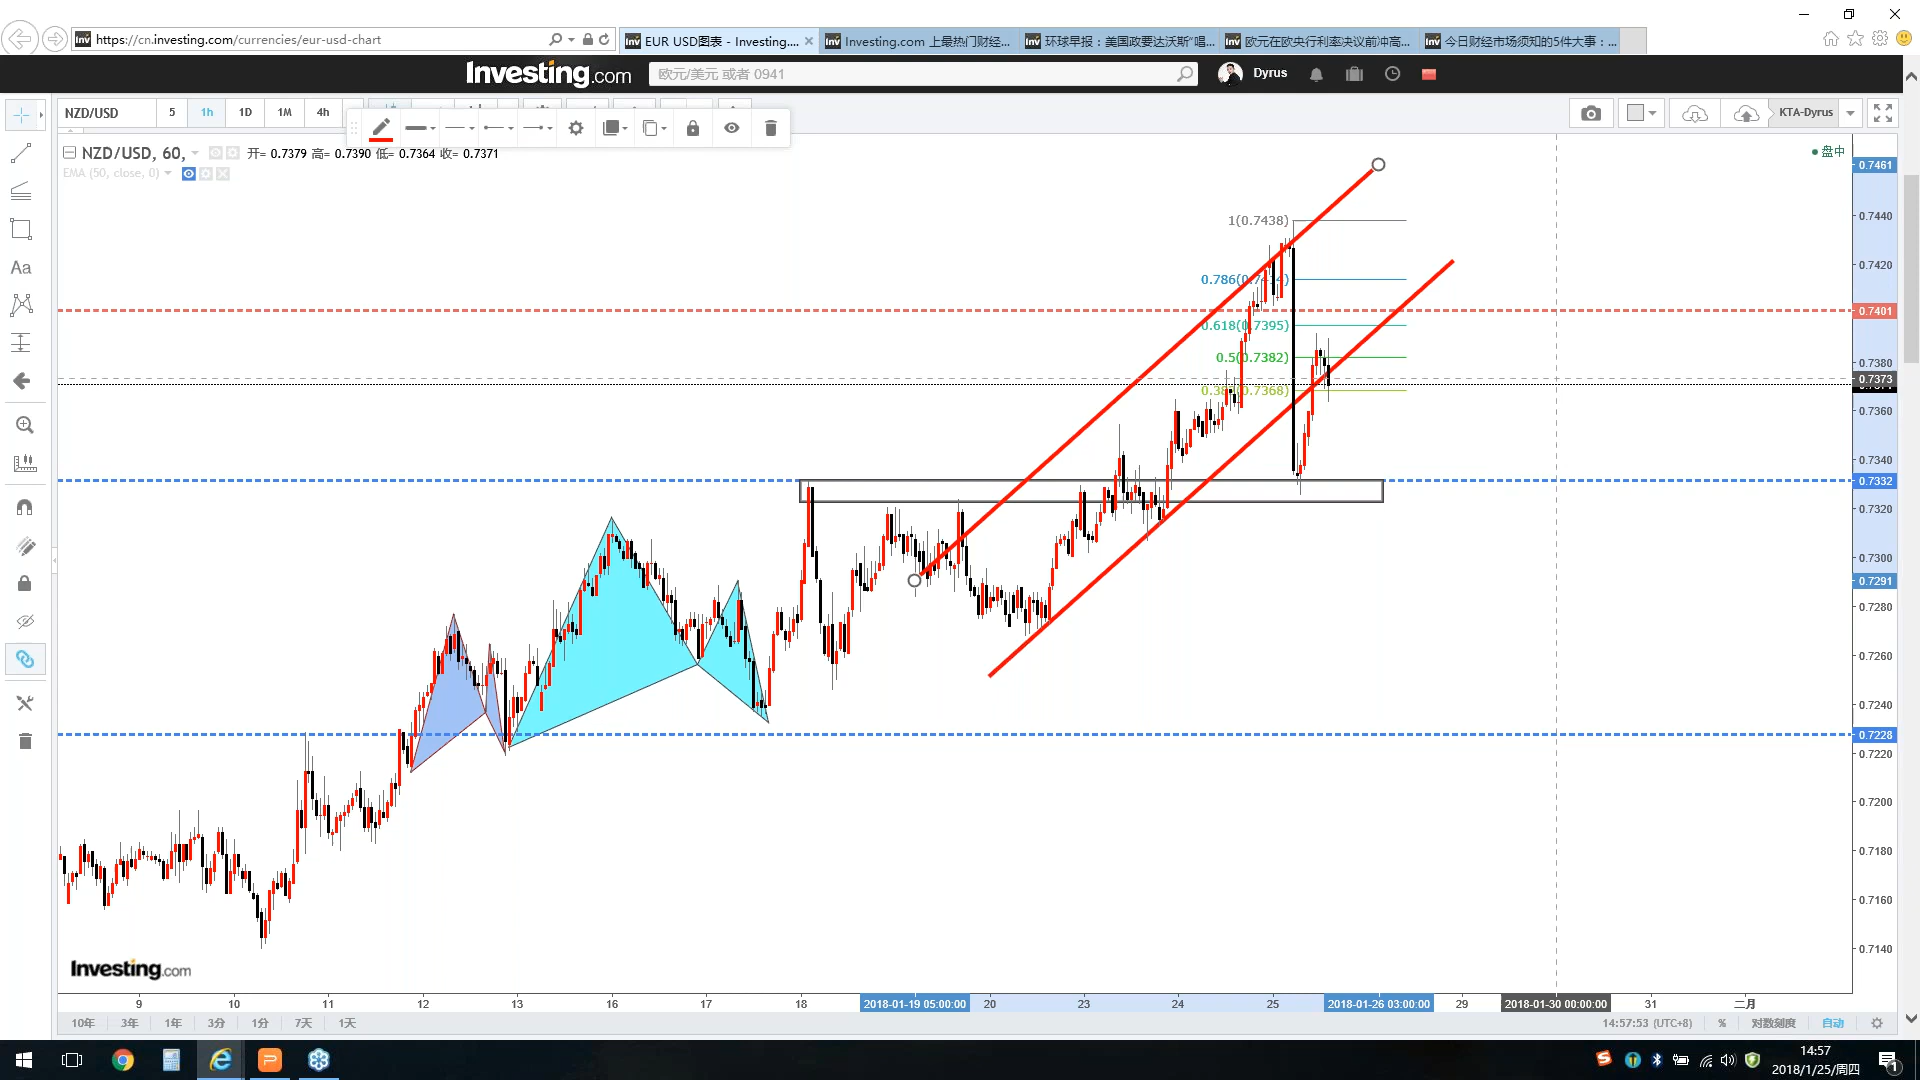 https://cn.investing.com/currencies/eur-usd-chart
EUR USD图表 - Investing....
Investing.com 上最热门财经...
环球早报：美国政要达沃斯"唱...
欧元在欧央行利率决议前冲高...
今日财经市场须知的5件大事：...
Investing.com
欧元/美元 或者 0941
Dyrus
NZD/USD
5
1h
1D
1M
4h
KTA-Dyrus
NZD/USD, 60,
开= 0.7379 高= 0.7390 低= 0.7364 收= 0.7371
盘中
EMA (50, close, 0)
Aa
1(0.7438)
0.618(0.7395)
0.5(0.7382)
0.7461
0.7440
0.7420
0.7401
0.7380
0.7373
0.7360
0.7340
0.7332
0.7320
0.7300
0.7291
0.7280
0.7260
0.7240
0.7228
0.7220
0.7200
0.7180
0.7160
0.7140
Investing.com
9
10
11
12
13
16
17
18
2018-01-19 05:00:00
20
23
24
25
2018-01-26 03:00:00
29
2018-01-30 00:00:00
31
二月
10年
3年
1年
3分
1分
7天
1天
14:57:53 (UTC+8)
%
对数刻度
自动
14:57
2018/1/25/周四
1